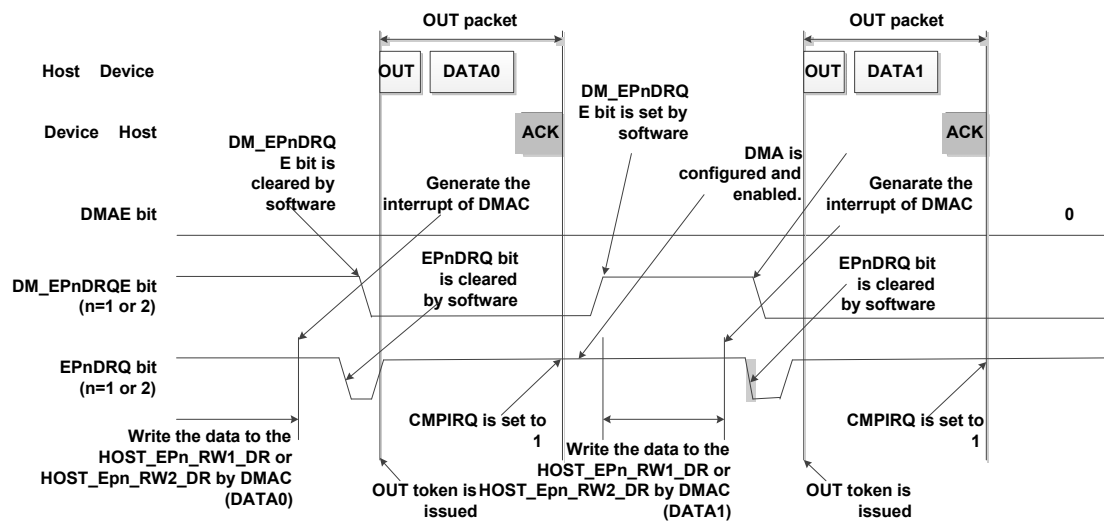 OUT packet
OUT packet
Host Device
OUT
DATA0
OUT
DATA1
Device Host
ACK
ACK
DM_EPnDRQ
E bit is
cleared by
software
DM_EPnDRQ
E bit is set by
software
Generate the
interrupt of DMAC
DMA is
configured and
enabled.
Genarate the
interrupt of DMAC
DMAE bit
0
EPnDRQ bit
is cleared
by software
EPnDRQ bit
is cleared
by software
DM_EPnDRQE bit
(n=1 or 2)
EPnDRQ bit
(n=1 or 2)
CMPIRQ is set to
1
CMPIRQ is set to
1
Write the data to the
HOST_EPn_RW1_DR or
HOST_Epn_RW2_DR by DMAC
(DATA0)
OUT token is
issued
Write the data to the
HOST_EPn_RW1_DR or
HOST_Epn_RW2_DR by DMAC
(DATA1)
OUT token is
issued